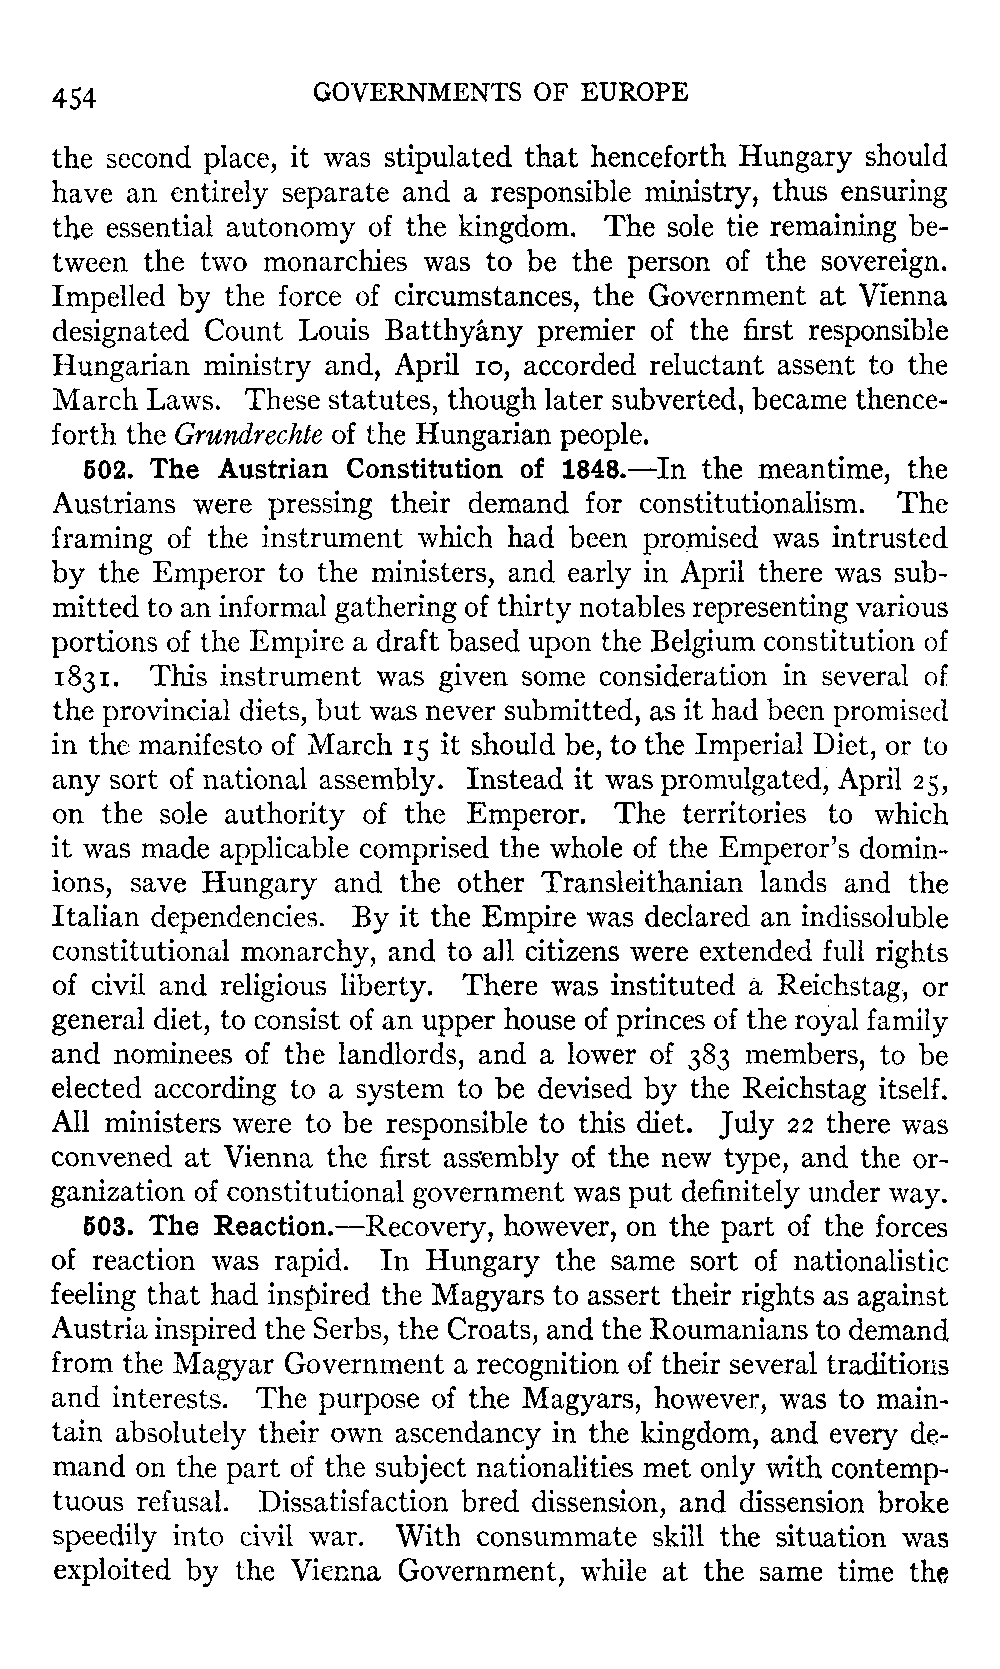 454 GOVERNMENTS OF EUROPE
the second place, it was stipulated that henceforth Hungary should
have an entirely separate and a responsible ministry, thus ensuring
the essential autonomy of the kingdom. The sole tie remaining be-
tween the two monarchies was to be the person of the sovereign.
Impelled by the force of circumstances, the Government at Vienna
designated Count Louis Batthyány premier of the first responsible
Hungarian ministry and, April 10, accorded reluctant assent to the
March Laws. These statutes, though later subverted, became thence-
forth the Grundrechte of the Hungarian people.
502. The Austrian Constitution of 1848.—In the meantime, the
Austrians were pressing their demand for constitutionalism. The
framing of the instrument which had been promised was intrusted
by the Emperor to the ministers, and early in April there was sub-
mitted to an informal gathering of thirty notables representing various
portions of the Empire a draft based upon the Belgium constitution of
1831. This instrument was given some consideration in several of
the provincial diets, but was never submitted, as it had been promised
in the manifesto of March 15 it should be, to the Imperial Diet, or to
any sort of national assembly. Instead it was promulgated, April 25,
on the sole authority of the Emperor. The territories to which
it was made applicable comprised the whole of the Emperor's domin-
ions, save Hungary and the other Transleithanian lands and the
Italian dependencies. By it the Empire was declared an indissoluble
constitutional monarchy, and to all citizens were extended full rights
of civil and religious liberty. There was instituted a Reichstag, or
general diet, to consist of an upper house of princes of the royal family
and nominees of the landlords, and a lower of 383 members, to be
elected according to a system to be devised by the Reichstag itself.
All ministers were to be responsible to this diet. July 22 there was
convened at Vienna the first assembly of the new type, and the or-
ganization of constitutional government was put definitely under way.
503. The Reaction.—Recovery, however, on the part of the forces
of reaction was rapid. In Hungary the same sort of nationalistic
feeling that had inspired the Magyars to assert their rights as against
Austria inspired the Serbs, the Croats, and the Roumanians to demand
from the Magyar Government a recognition of their several traditions
and interests. The purpose of the Magyars, however, was to main-
tain absolutely their own ascendancy in the kingdom, and every de-
mand on the part of the subject nationalities met only with contemp-
tuous refusal. Dissatisfaction bred dissension, and dissension broke
speedily into civil war. With consummate skill the situation was
exploited by the Vienna Government, while at the same time the